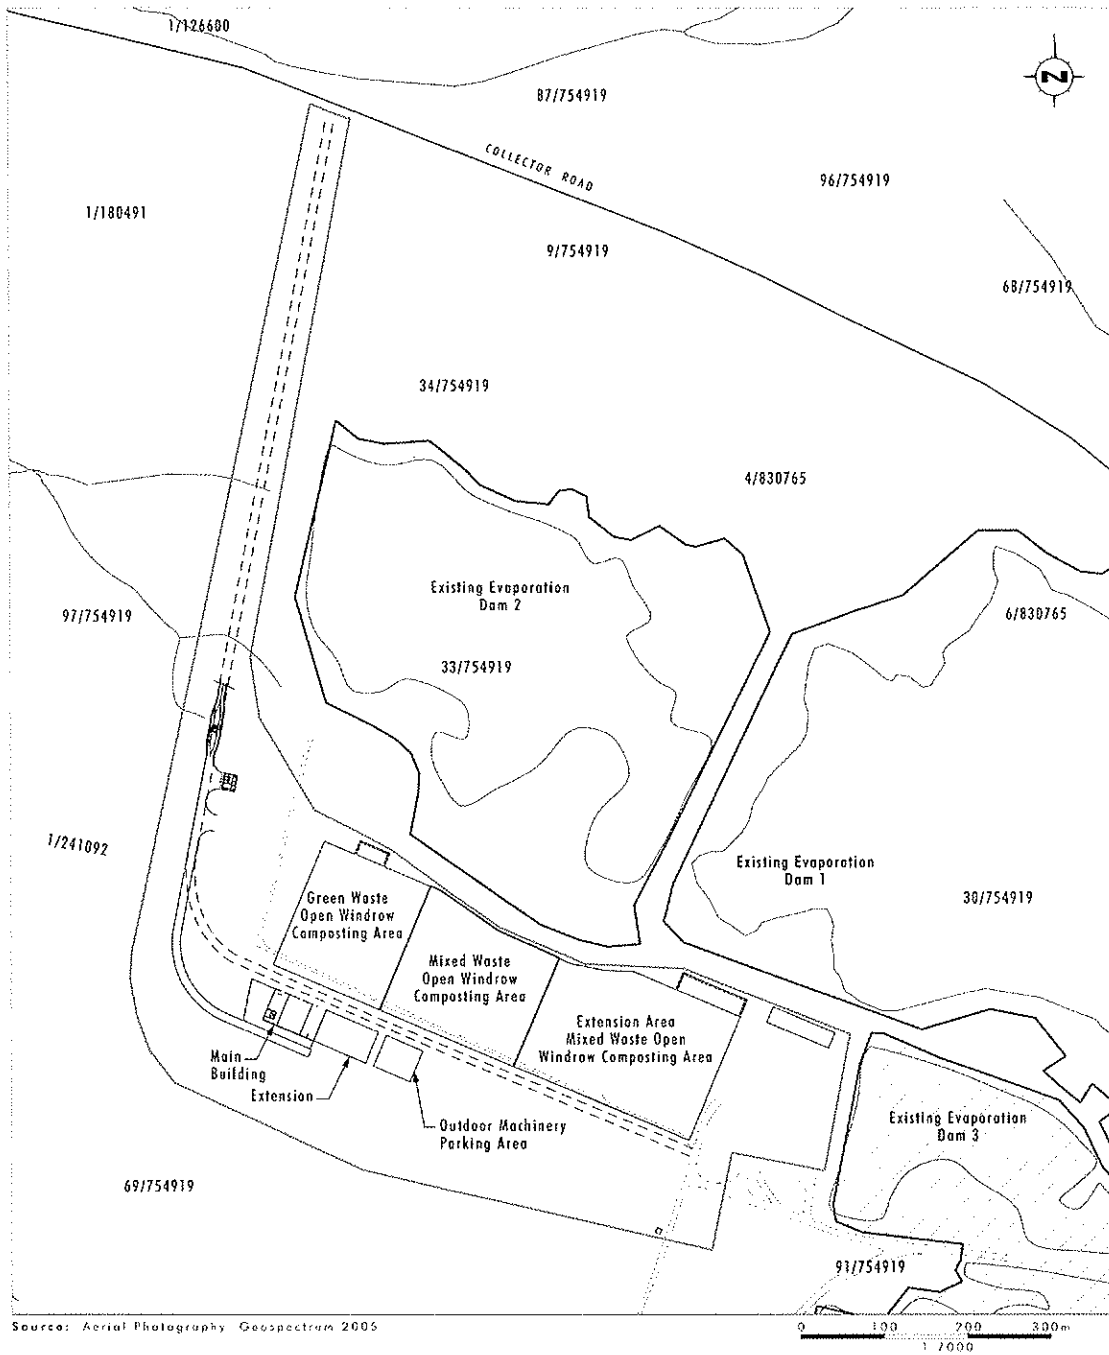 1/126600
87/754919
N
COLLECTOR ROAD
96/754919
1/180491
9/754919
68/754919
34/754919
4/830765
Existing Evaporation
Dam 2
97/754919
6/830765
33/754919
1/241092
Existing Evaporation
Dam 1
30/754919
Green Waste
Open Windrow
Composting Area
Mixed Waste
Open Windrow
Composting Area
Extension Area
Mixed Waste Open
Windrow Composting Area
Main
Building
Extension
Outdoor Machinery
Parking Area
Existing Evaporation
Dam 3
69/754919
91/754919
Source: Aerial Photography Geospectrum 2005
0 100 200 300m
1:7000